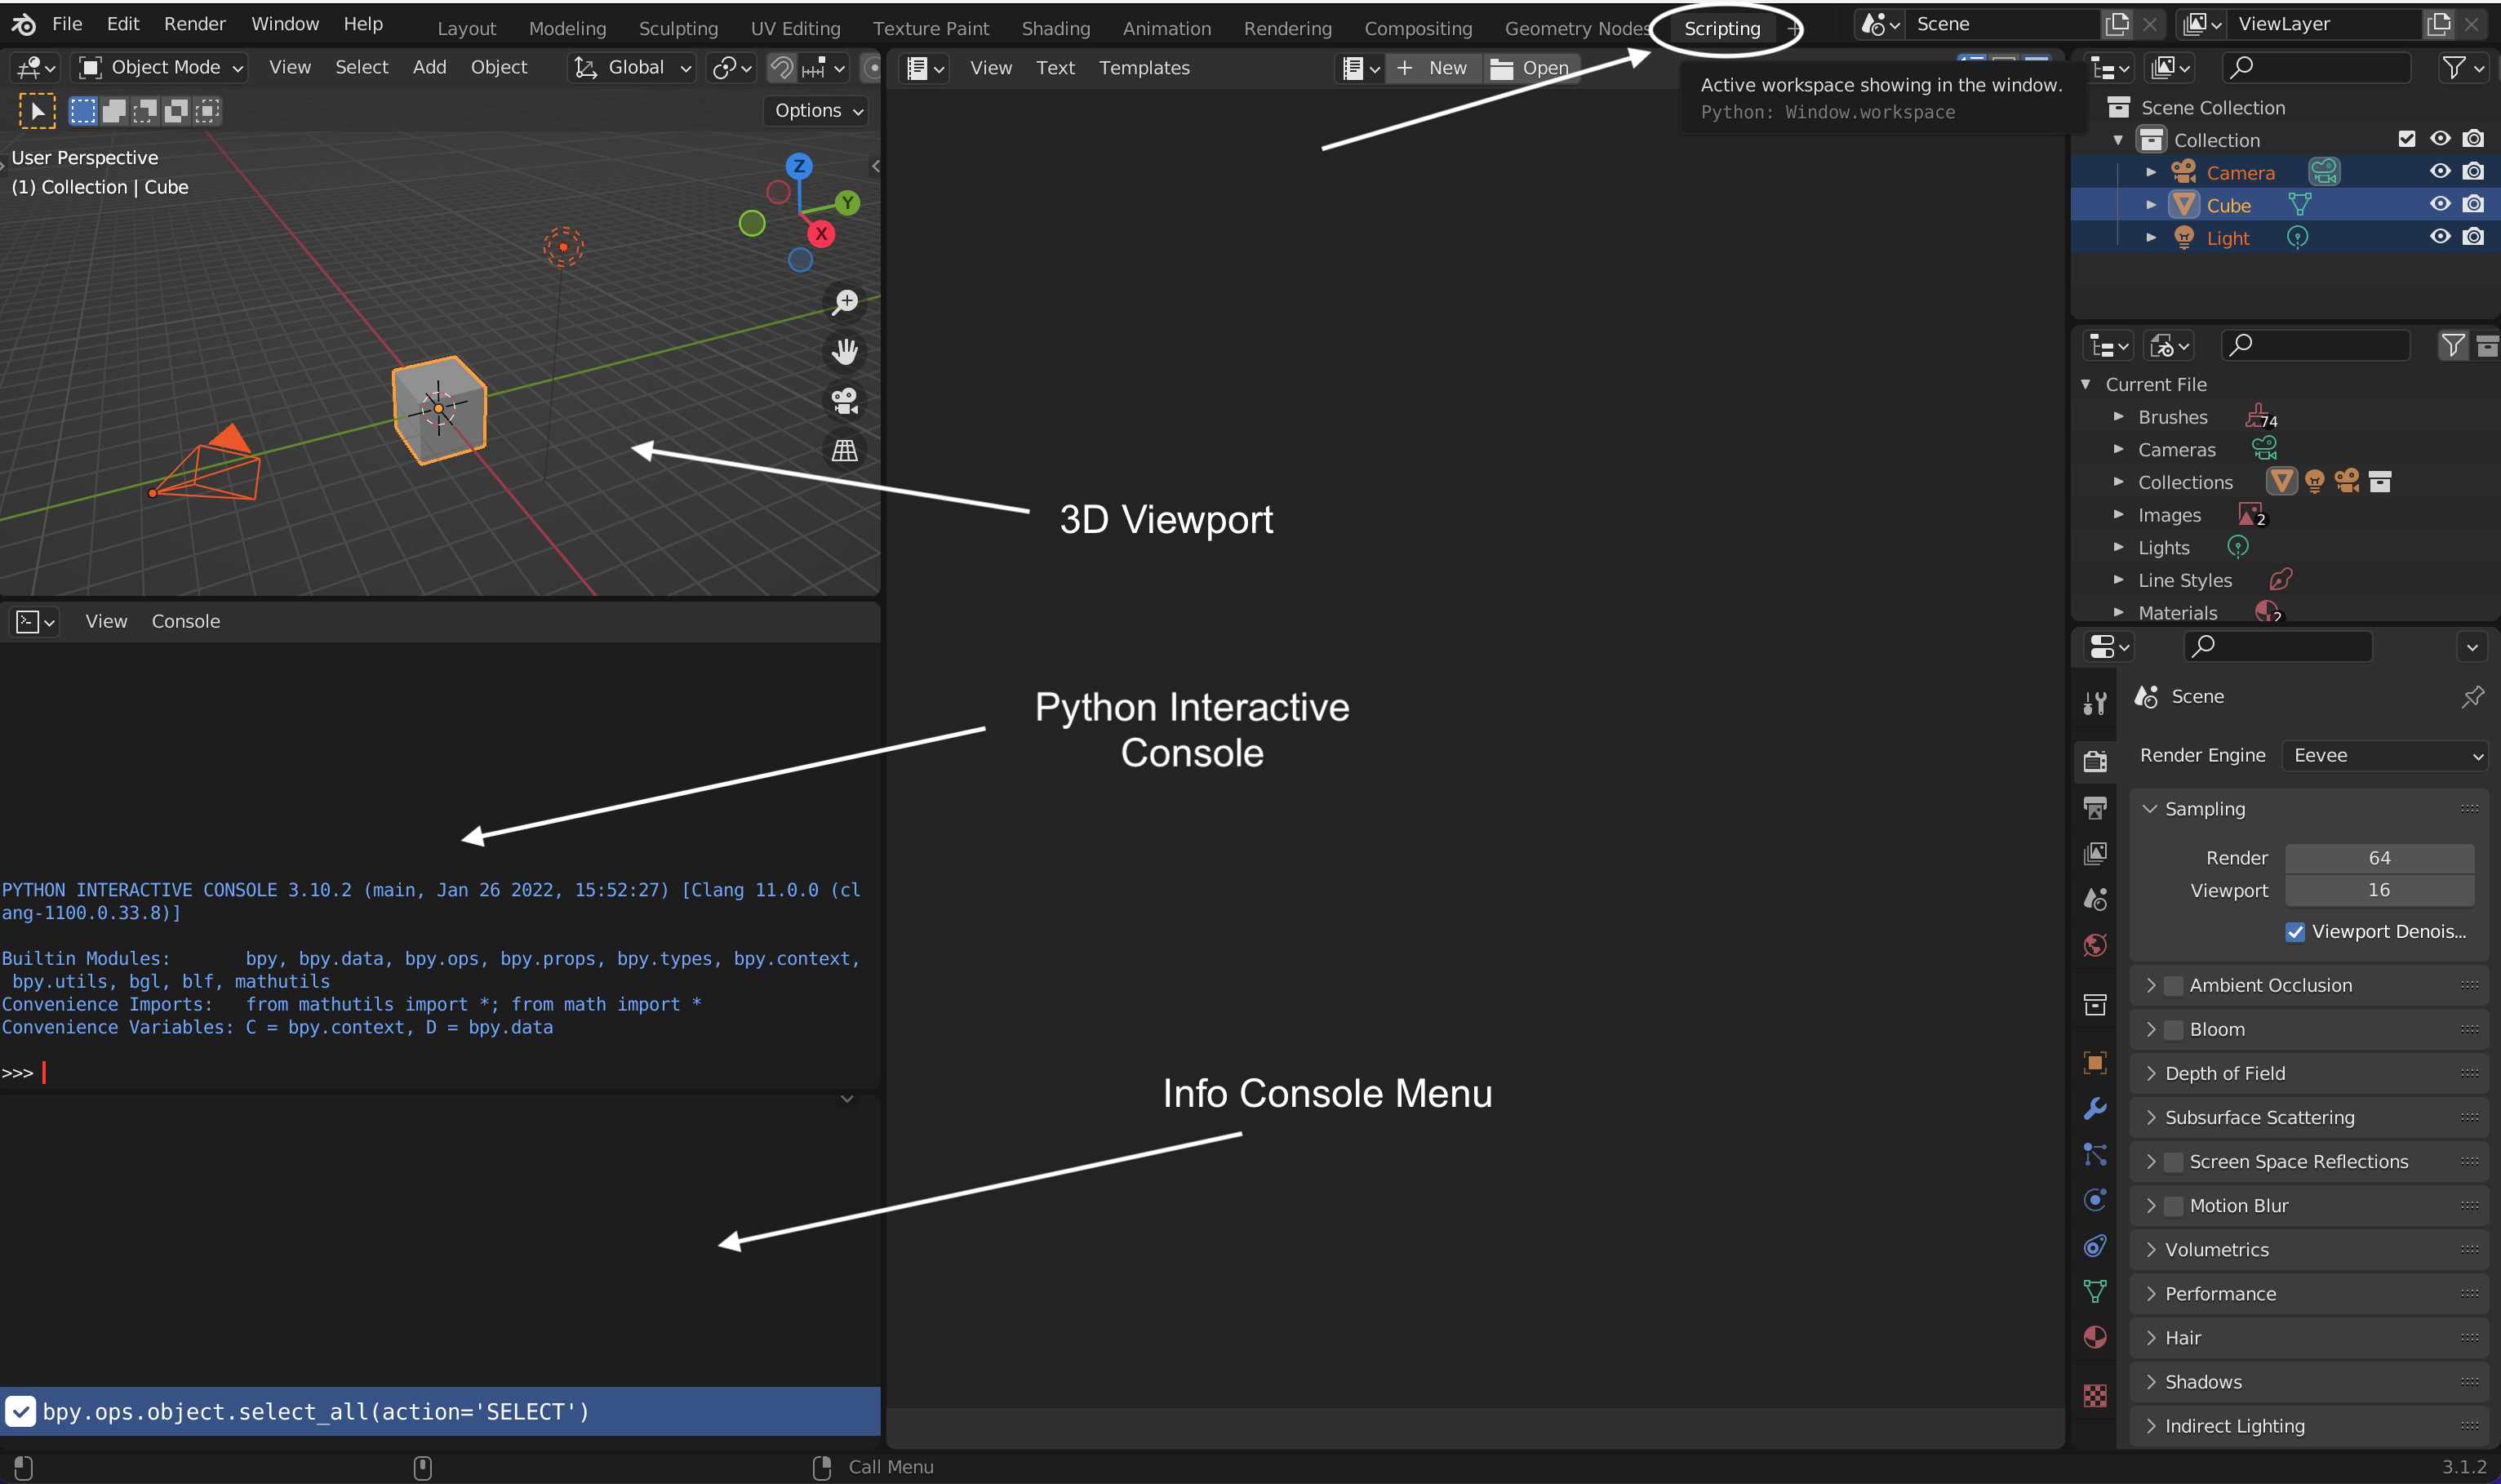 File Edit Render Window Help Layout Modeling Sculpting UV Editing Texture Paint Shading Animation Rendering Compositing Geometry Nodes Scripting + Scene ViewLayer
Object Mode View Select Add Object Global
View Text Templates + New Open
Options
Active workspace showing in the window.
Python: Window.workspace
User Perspective
(1) Collection | Cube
Z
Y
X
Scene Collection
Collection
Camera
Cube
Light
Current File
Brushes 74
Cameras
Collections
Images 2
Lights
Line Styles
Materials 2
3D Viewport
View Console
Python Interactive
Console
PYTHON INTERACTIVE CONSOLE 3.10.2 (main, Jan 26 2022, 15:52:27) [Clang 11.0.0 (cl
ang-1100.0.33.8)]
Builtin Modules: bpy, bpy.data, bpy.ops, bpy.props, bpy.types, bpy.context,
bpy.utils, bgl, blf, mathutils
Convenience Imports: from mathutils import *; from math import *
Convenience Variables: C = bpy.context, D = bpy.data
>>>
Info Console Menu
bpy.ops.object.select_all(action='SELECT')
Scene
Render Engine Eevee
Sampling
Render 64
Viewport 16
Viewport Denois...
Ambient Occlusion
Bloom
Depth of Field
Subsurface Scattering
Screen Space Reflections
Motion Blur
Volumetrics
Performance
Hair
Shadows
Indirect Lighting
Call Menu
3.1.2